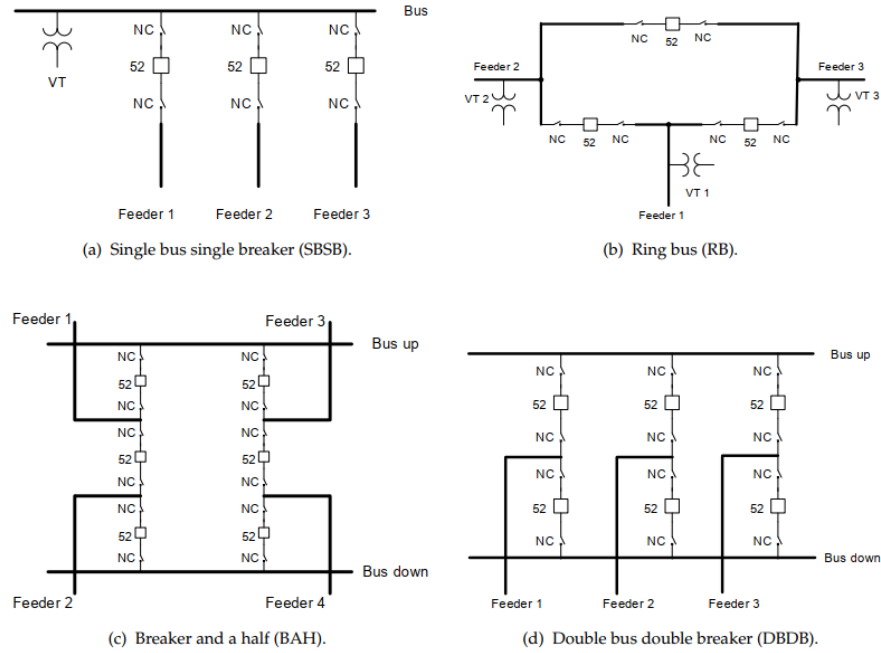 Bus
NC NC NC
VT
52 52 52
NC NC NC
Feeder 1 Feeder 2 Feeder 3
(a) Single bus single breaker (SBSB).
NC 52 NC
Feeder 2 Feeder 3
VT 2 VT 3
NC 52 NC NC 52 NC
VT 1
Feeder 1
(b) Ring bus (RB).
Feeder 1 Feeder 3
Bus up
NC NC
52 52
NC NC
NC NC
52 52
NC NC
NC NC
52 52
NC NC
Bus down
Feeder 2 Feeder 4
(c) Breaker and a half (BAH).
Bus up
NC NC NC
52 52 52
NC NC NC
NC NC NC
52 52 52
NC NC NC
Bus down
Feeder 1 Feeder 2 Feeder 3
(d) Double bus double breaker (DBDB).